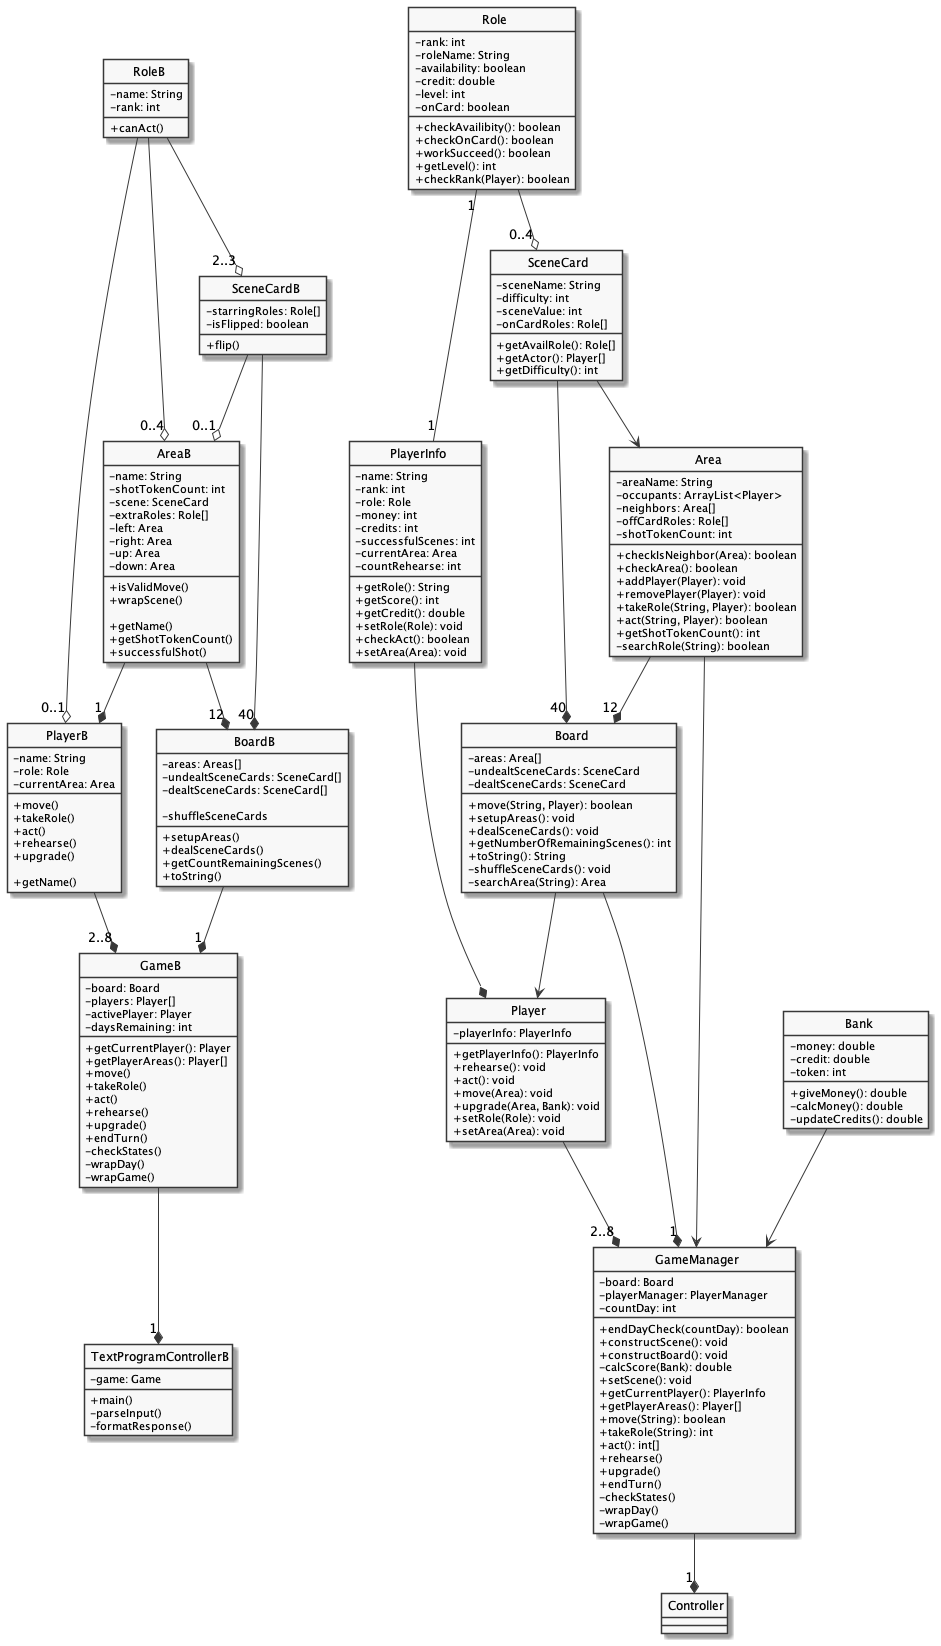 Role
-rank: int
-roleName: String
-availability: boolean
-credit: double
-level: int
-onCard: boolean
+checkAvailibity(): boolean
+checkOnCard(): boolean
+workSucceed(): boolean
+getLevel(): int
+checkRank(Player): boolean
RoleB
-name: String
-rank: int
+canAct()
1
0..4
2..3
SceneCardB
-starringRoles: Role[]
-isFlipped: boolean
+flip()
SceneCard
-sceneName: String
-difficulty: int
-sceneValue: int
-onCardRoles: Role[]
+getAvailRole(): Role[]
+getActor(): Player[]
+getDifficulty(): int
0..4
0..1
1
AreaB
-name: String
-shotTokenCount: int
-scene: SceneCard
-extraRoles: Role[]
-left: Area
-right: Area
-up: Area
-down: Area
+isValidMove()
+wrapScene()
+getName()
+getShotTokenCount()
+successfulShot()
PlayerInfo
-name: String
-rank: int
-role: Role
-money: int
-credits: int
-successfulScenes: int
-currentArea: Area
-countRehearse: int
+getRole(): String
+getScore(): int
+getCredit(): double
+setRole(Role): void
+checkAct(): boolean
+setArea(Area): void
Area
-areaName: String
-occupants: ArrayList<Player>
-neighbors: Area[]
-offCardRoles: Role[]
-shotTokenCount: int
+checkIsNeighbor(Area): boolean
+checkArea(): boolean
+addPlayer(Player): void
+removePlayer(Player): void
+takeRole(String, Player): boolean
+act(String, Player): boolean
+getShotTokenCount(): int
-searchRole(String): boolean
0..1
1
12
40
40
12
PlayerB
-name: String
-role: Role
-currentArea: Area
+move()
+takeRole()
+act()
+rehearse()
+upgrade()
+getName()
BoardB
-areas: Areas[]
-undealtSceneCards: SceneCard[]
-dealtSceneCards: SceneCard[]
-shuffleSceneCards
+setupAreas()
+dealSceneCards()
+getCountRemainingScenes()
+toString()
Board
-areas: Area[]
-undealtSceneCards: SceneCard
-dealtSceneCards: SceneCard
+move(String, Player): boolean
+setupAreas(): void
+dealSceneCards(): void
+getNumberOfRemainingScenes(): int
+toString(): String
-shuffleSceneCards(): void
-searchArea(String): Area
2..8
1
GameB
-board: Board
-players: Player[]
-activePlayer: Player
-daysRemaining: int
+getCurrentPlayer(): Player
+getPlayerAreas(): Player[]
+move()
+takeRole()
+act()
+rehearse()
+upgrade()
+endTurn()
-checkStates()
-wrapDay()
-wrapGame()
Player
-playerInfo: PlayerInfo
+getPlayerInfo(): PlayerInfo
+rehearse(): void
+act(): void
+move(Area): void
+upgrade(Area, Bank): void
+setRole(Role): void
+setArea(Area): void
Bank
-money: double
-credit: double
-token: int
+giveMoney(): double
-calcMoney(): double
-updateCredits(): double
2..8
1
GameManager
-board: Board
-playerManager: PlayerManager
-countDay: int
+endDayCheck(countDay): boolean
+constructScene(): void
+constructBoard(): void
-calcScore(Bank): double
+setScene(): void
+getCurrentPlayer(): PlayerInfo
+getPlayerAreas(): Player[]
+move(String): boolean
+takeRole(String): int
+act(): int[]
+rehearse()
+upgrade()
+endTurn()
-checkStates()
-wrapDay()
-wrapGame()
1
TextProgramControllerB
-game: Game
+main()
-parseInput()
-formatResponse()
1
Controller